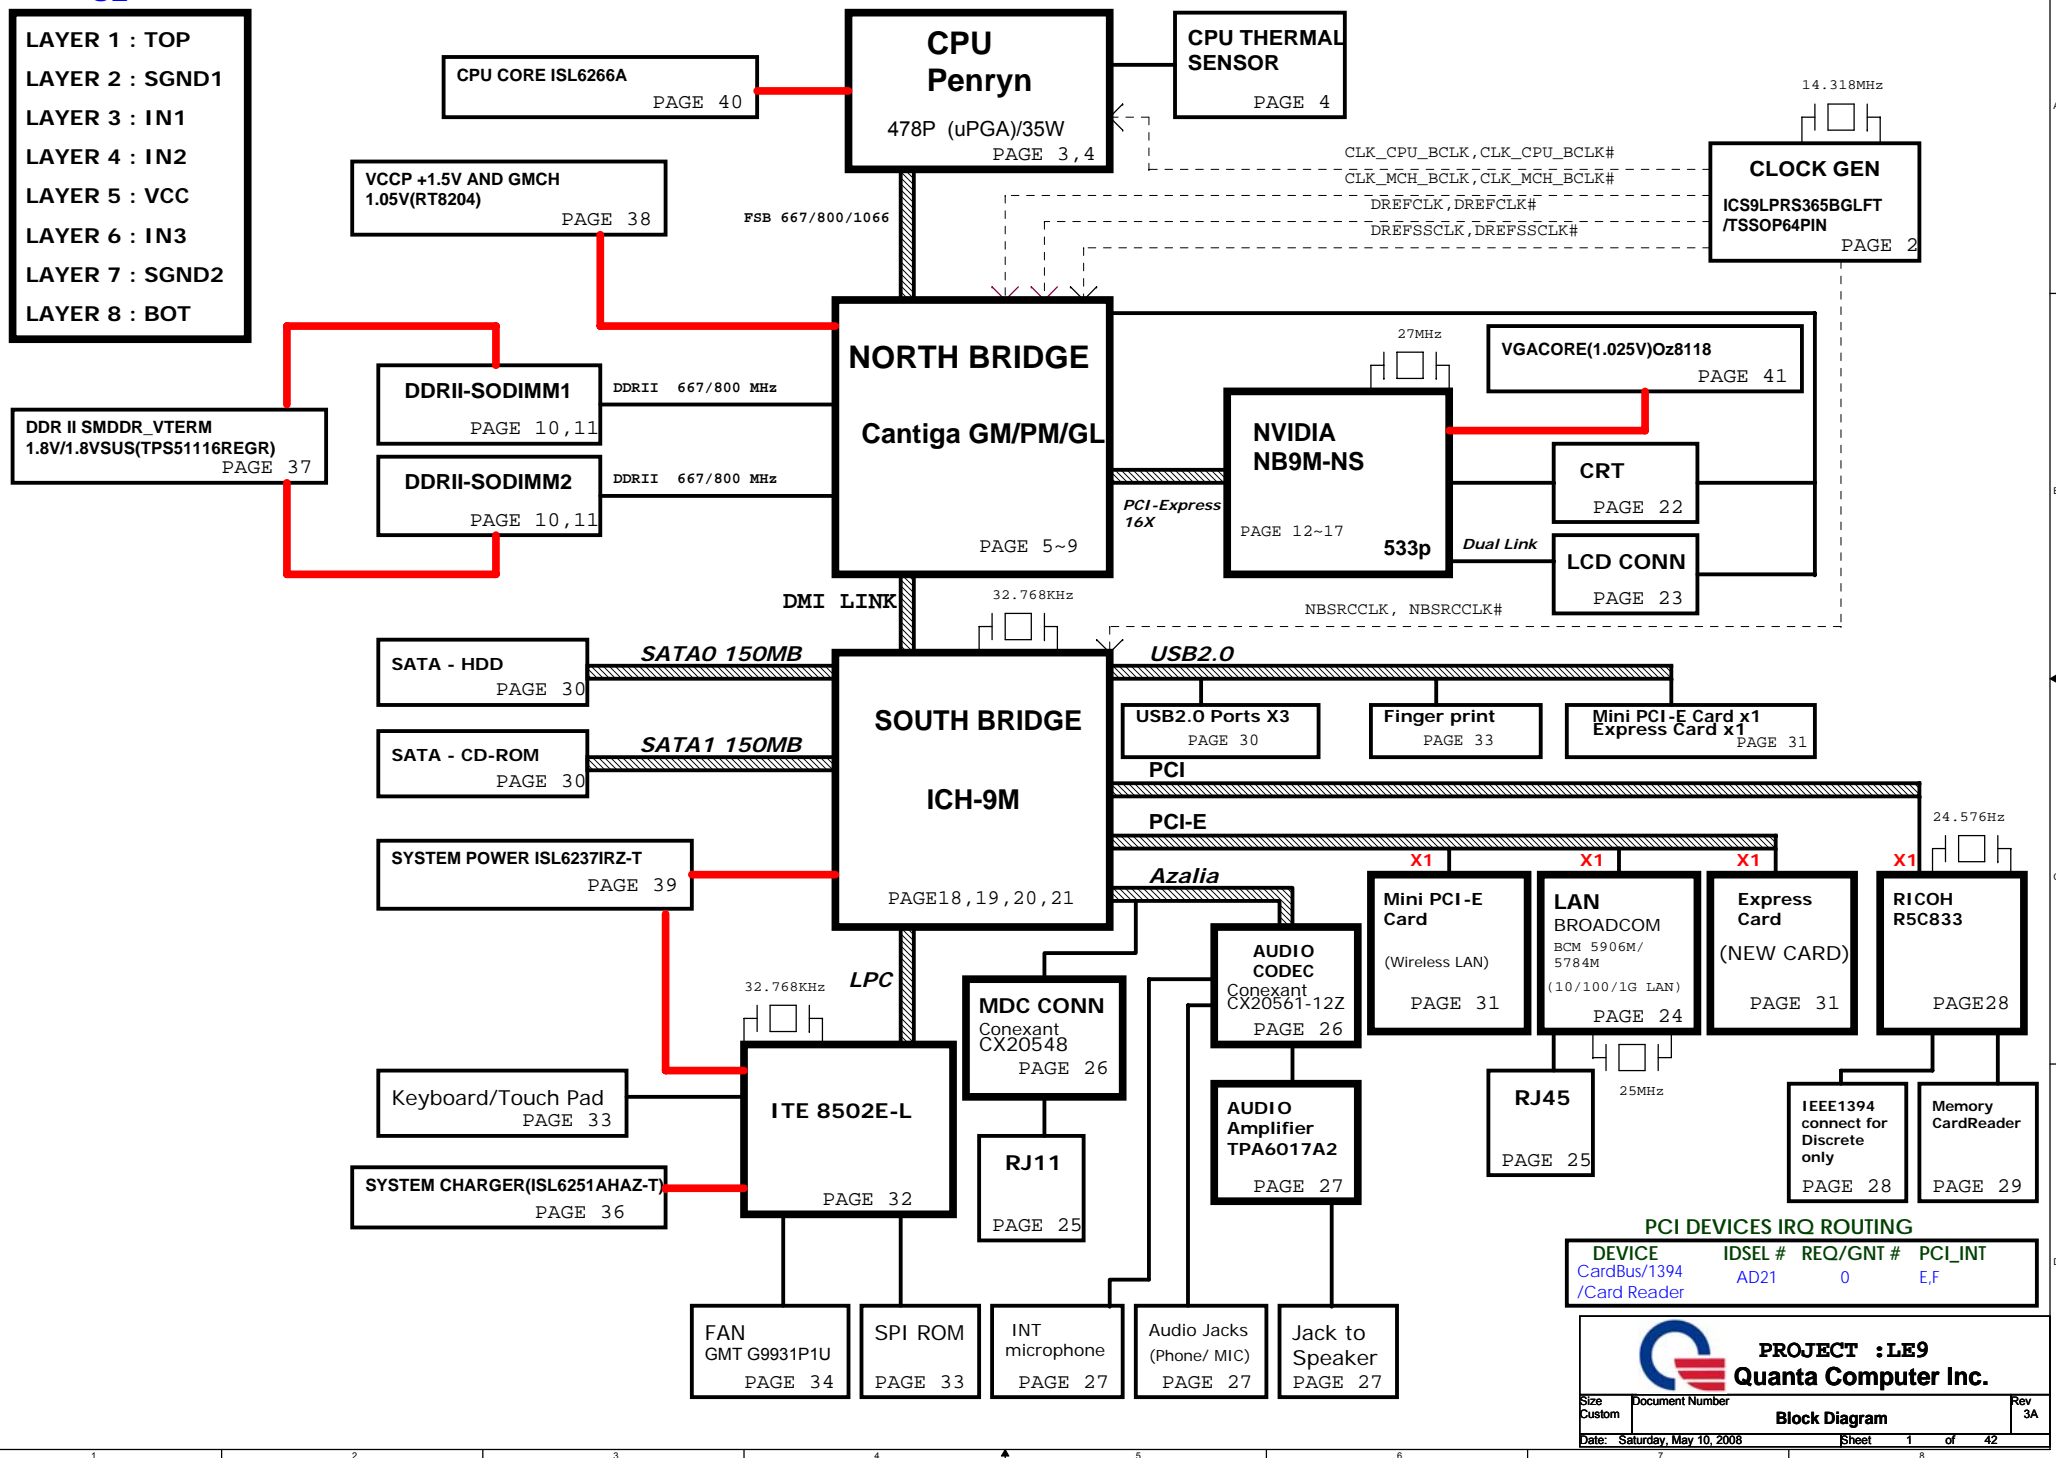 LAYER 1 : TOP
LAYER 2 : SGND1
LAYER 3 : IN1
LAYER 4 : IN2
LAYER 5 : VCC
LAYER 6 : IN3
LAYER 7 : SGND2
LAYER 8 : BOT
CPU CORE ISL6266A
PAGE 40
CPU
Penryn
478P (uPGA)/35W
PAGE 3,4
CPU THERMAL
SENSOR
PAGE 4
14.318MHz
CLOCK GEN
ICS9LPRS365BGLFT
/TSSOP64PIN
PAGE 2
CLK_CPU_BCLK,CLK_CPU_BCLK#
CLK_MCH_BCLK,CLK_MCH_BCLK#
DREFCLK,DREFCLK#
DREFSSCLK,DREFSSCLK#
VCCP +1.5V AND GMCH
1.05V(RT8204)
PAGE 38
FSB 667/800/1066
NORTH BRIDGE
Cantiga GM/PM/GL
PAGE 5~9
DDRII-SODIMM1
PAGE 10,11
DDRII 667/800 MHz
DDRII-SODIMM2
PAGE 10,11
DDRII 667/800 MHz
DDR II SMDDR_VTERM
1.8V/1.8VSUS(TPS51116REGR)
PAGE 37
PCI-Express
16X
27MHz
NVIDIA
NB9M-NS
PAGE 12~17
533p
VGACORE(1.025V)Oz8118
PAGE 41
CRT
PAGE 22
Dual Link
LCD CONN
PAGE 23
DMI LINK
32.768KHz
NBSRCCLK, NBSRCCLK#
SATA - HDD
PAGE 30
SATA0 150MB
SATA - CD-ROM
PAGE 30
SATA1 150MB
SOUTH BRIDGE
ICH-9M
PAGE18,19,20,21
USB2.0
USB2.0 Ports X3
PAGE 30
Finger print
PAGE 33
Mini PCI-E Card x1
Express Card x1
PAGE 31
PCI
PCI-E
Azalia
SYSTEM POWER ISL6237IRZ-T
PAGE 39
X1
X1
X1
X1
24.576Hz
Mini PCI-E
Card
(Wireless LAN)
PAGE 31
LAN
BROADCOM
BCM 5906M/
5784M
(10/100/1G LAN)
PAGE 24
Express
Card
(NEW CARD)
PAGE 31
RICOH
R5C833
PAGE28
LPC
32.768KHz
MDC CONN
Conexant
CX20548
PAGE 26
AUDIO
CODEC
Conexant
CX20561-12Z
PAGE 26
ITE 8502E-L
PAGE 32
Keyboard/Touch Pad
PAGE 33
SYSTEM CHARGER(ISL6251AHAZ-T)
PAGE 36
RJ11
PAGE 25
AUDIO
Amplifier
TPA6017A2
PAGE 27
RJ45
PAGE 25
25MHz
IEEE1394
connect for
Discrete
only
PAGE 28
Memory
CardReader
PAGE 29
FAN
GMT G9931P1U
PAGE 34
SPI ROM
PAGE 33
INT
microphone
PAGE 27
Audio Jacks
(Phone/ MIC)
PAGE 27
Jack to
Speaker
PAGE 27
PCI DEVICES IRQ ROUTING
DEVICE IDSEL # REQ/GNT # PCI_INT
CardBus/1394
/Card Reader AD21 0 E,F
PROJECT :LE9
Quanta Computer Inc.
Size
Custom
Document Number
Block Diagram
Rev
3A
Date: Saturday, May 10, 2008 Sheet 1 of 42
1 2 3 4 5 6 7 8